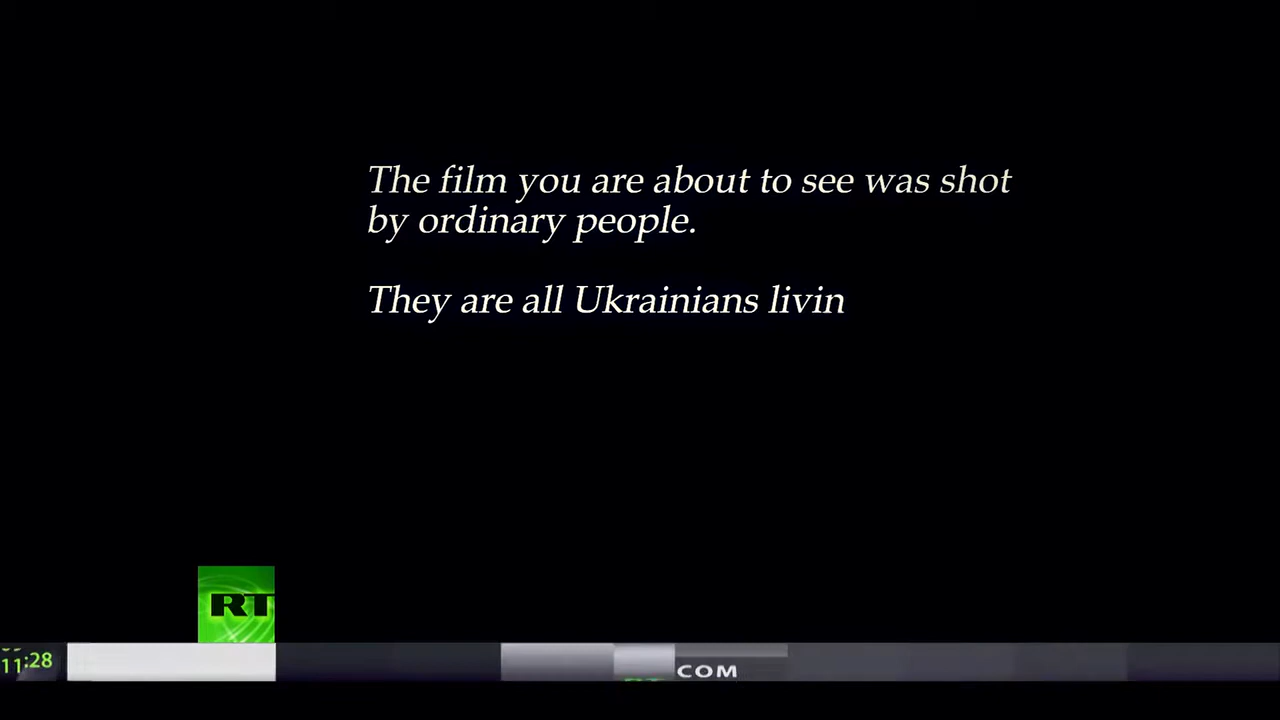 The film you are about to see was shot
by ordinary people.
They are all Ukrainians livin
RT
:28
11
COM